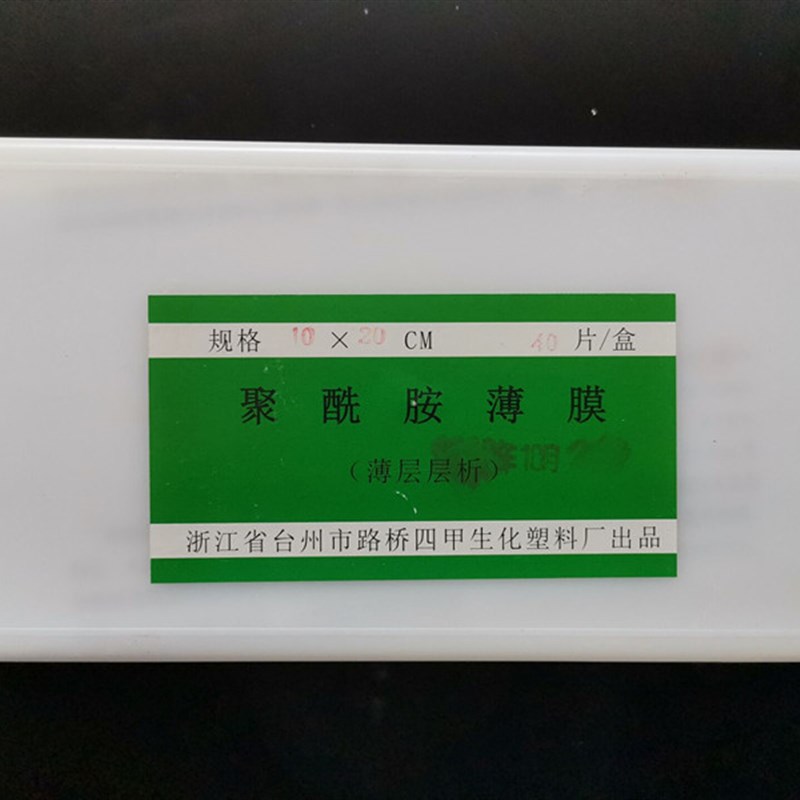 规格 10 × 20 CM 40 片/盒
聚酰胺薄膜
（薄层层析）
浙江省台州市路桥四甲生化塑料厂出品